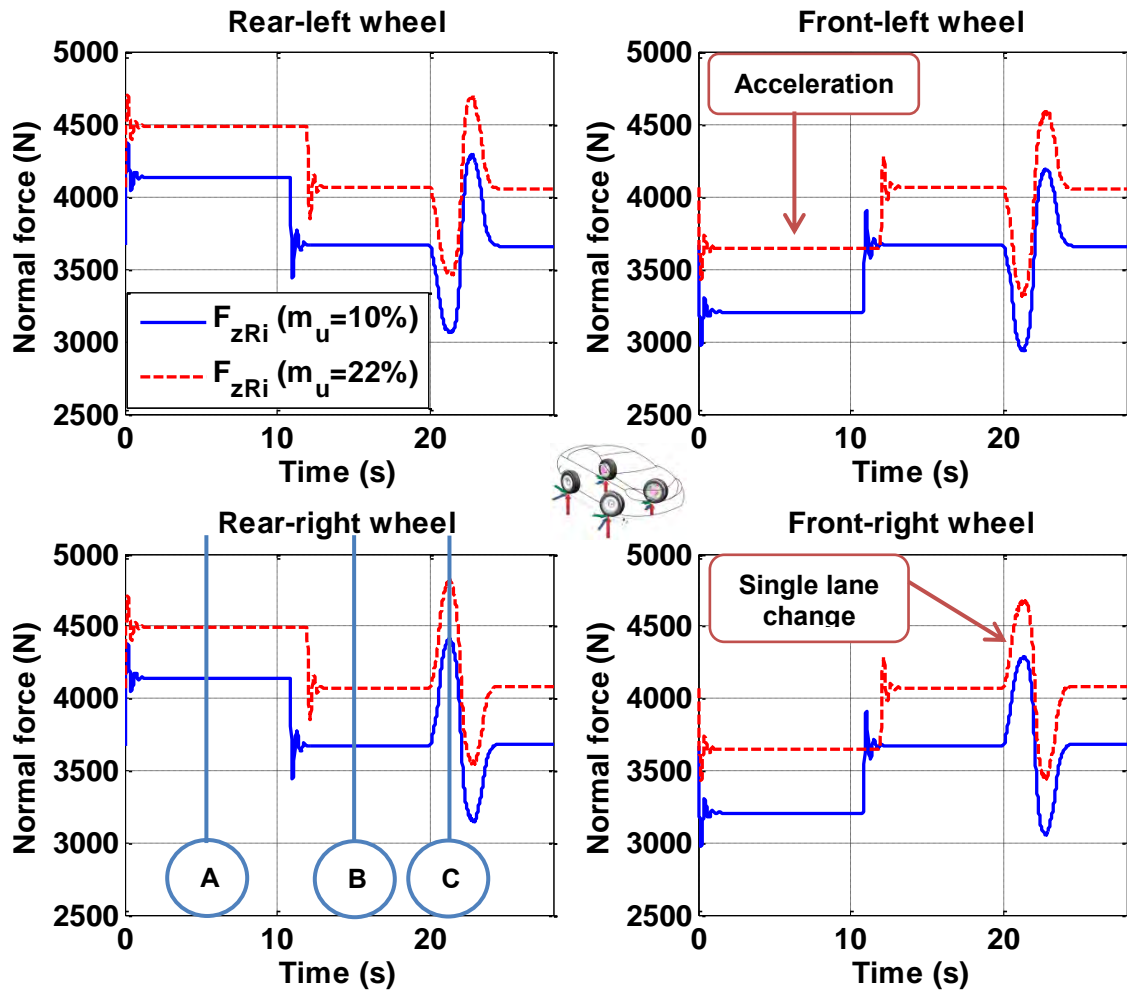 Rear-left wheel
Normal force (N)
5000
4500
4000
3500
3000
2500
F_zRi (m_u=10%)
F_zRi (m_u=22%)
0
10
20
Time (s)
Front-left wheel
Normal force (N)
5000
4500
4000
3500
3000
2500
Acceleration
0
10
20
Time (s)
Rear-right wheel
Normal force (N)
5000
4500
4000
3500
3000
2500
A
B
C
0
10
20
Time (s)
Front-right wheel
Normal force (N)
5000
4500
4000
3500
3000
2500
Single lane
change
0
10
20
Time (s)